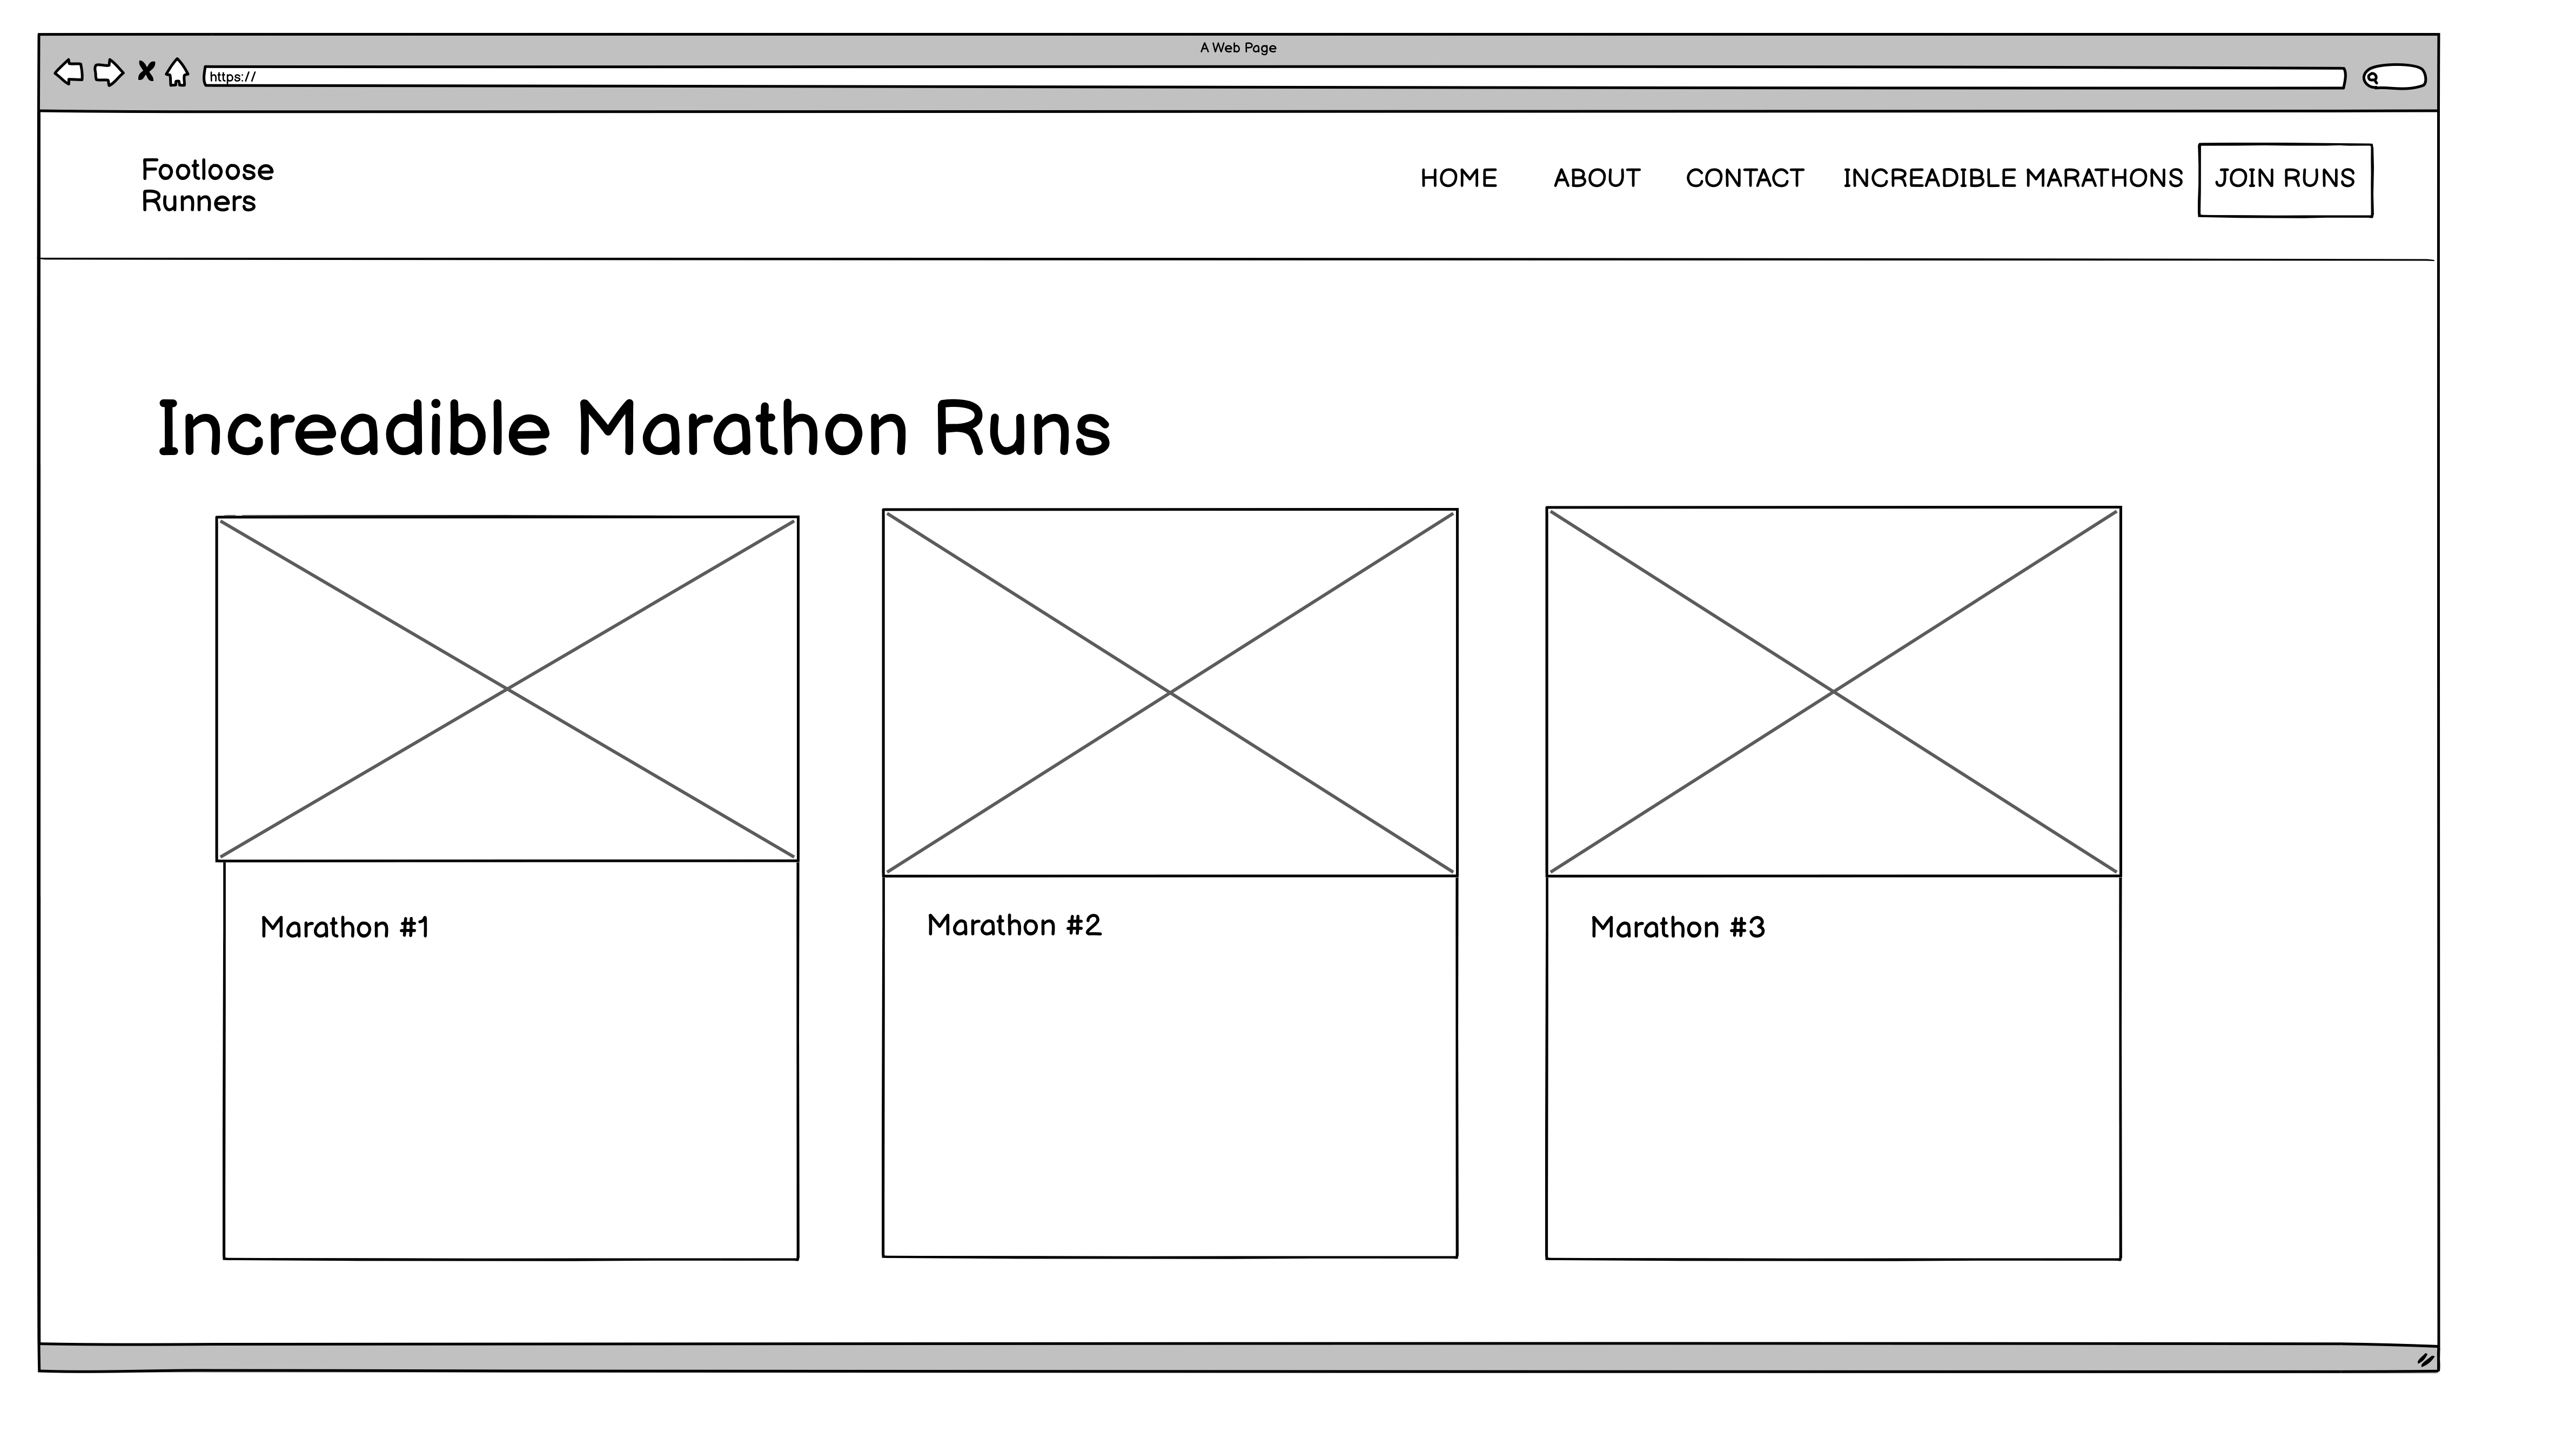 A Web Page
https://
Footloose
Runners
HOME ABOUT CONTACT INCREADIBLE MARATHONS JOIN RUNS
Increadible Marathon Runs
Marathon #1
Marathon #2
Marathon #3